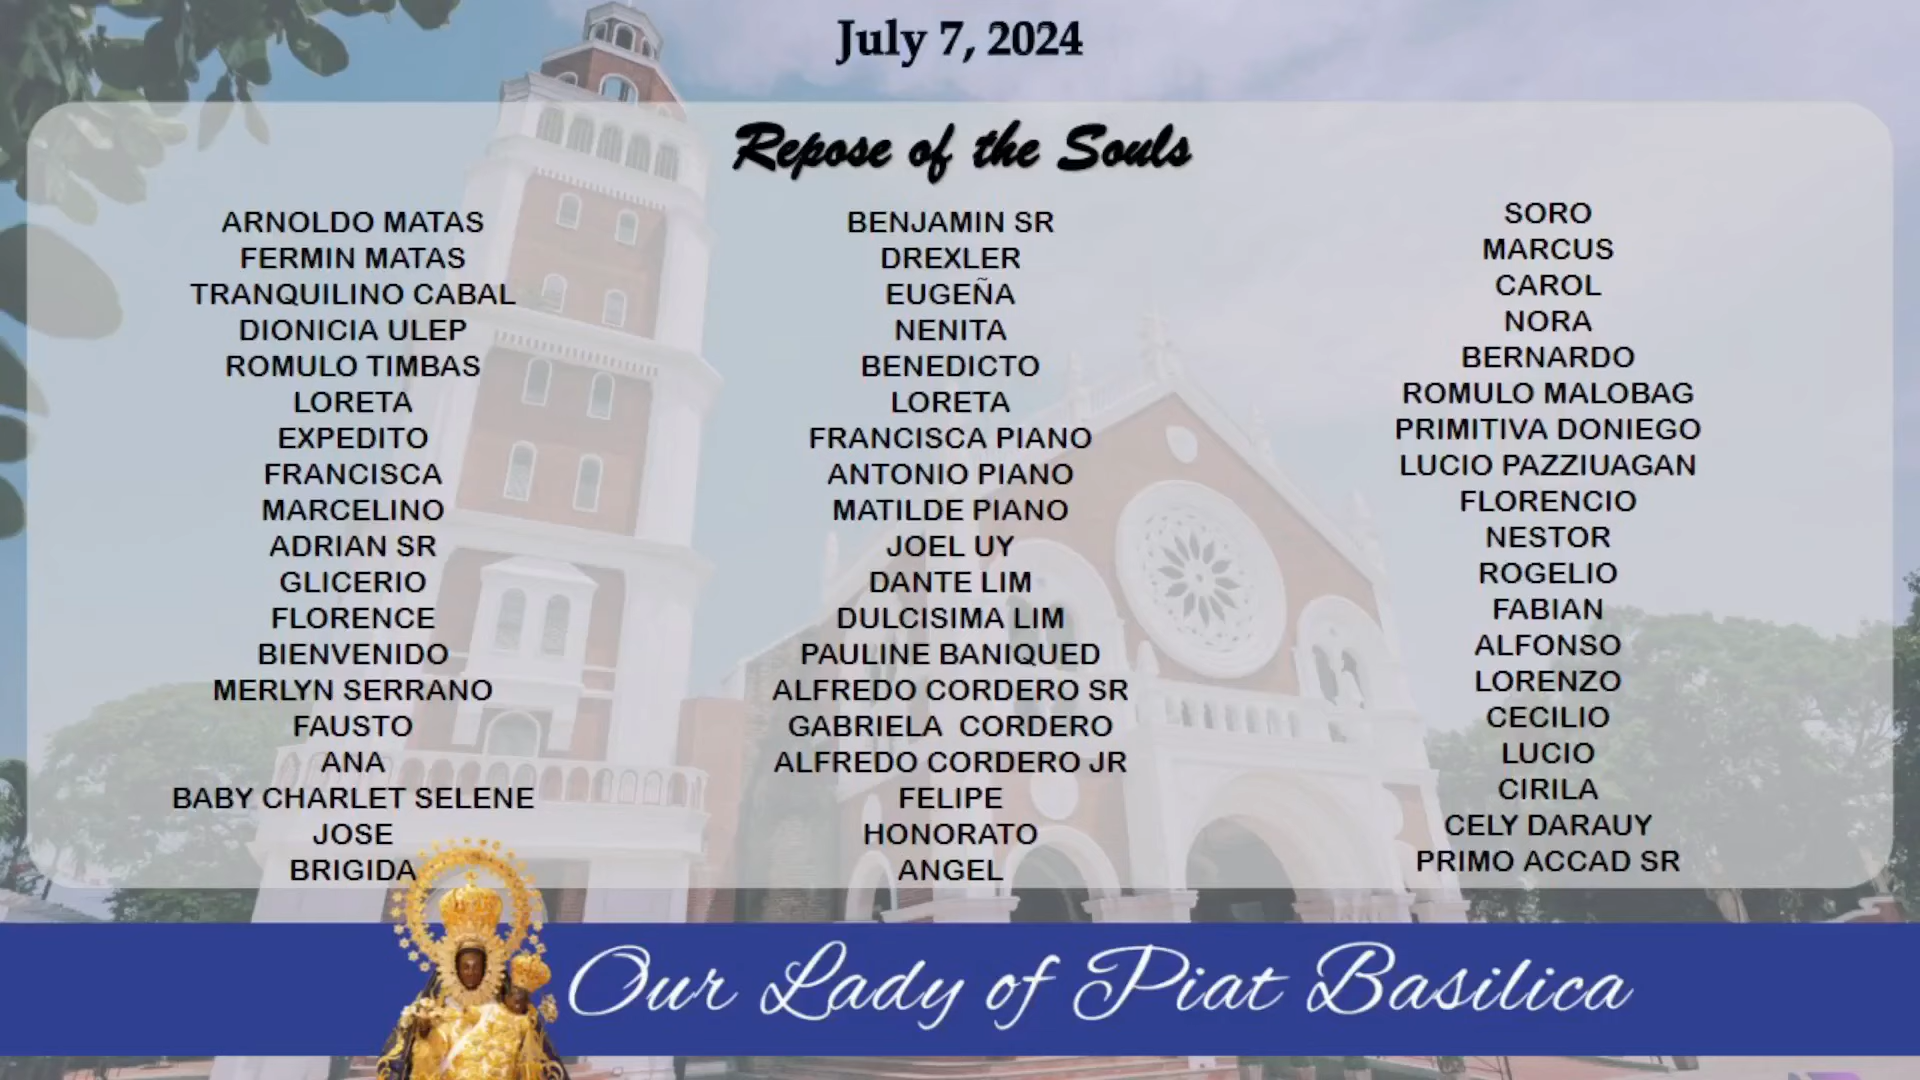 July 7, 2024
Repose of the Souls
ARNOLDO MATAS
FERMIN MATAS
TRANQUILINO CABAL
DIONICIA ULEP
ROMULO TIMBAS
LORETA
EXPEDITO
FRANCISCA
MARCELINO
ADRIAN SR
GLICERIO
FLORENCE
BIENVENIDO
MERLYN SERRANO
FAUSTO
ANA
BABY CHARLET SELENE
JOSE
BRIGIDA
BENJAMIN SR
DREXLER
EUGEÑA
NENITA
BENEDICTO
LORETA
FRANCISCA PIANO
ANTONIO PIANO
MATILDE PIANO
JOEL UY
DANTE LIM
DULCISIMA LIM
PAULINE BANIQUED
ALFREDO CORDERO SR
GABRIELA CORDERO
ALFREDO CORDERO JR
FELIPE
HONORATO
ANGEL
SORO
MARCUS
CAROL
NORA
BERNARDO
ROMULO MALOBAG
PRIMITIVA DONIEGO
LUCIO PAZZIUAGAN
FLORENCIO
NESTOR
ROGELIO
FABIAN
ALFONSO
LORENZO
CECILIO
LUCIO
CIRILA
CELY DARAUY
PRIMO ACCAD SR
Our Lady of Piat Basilica